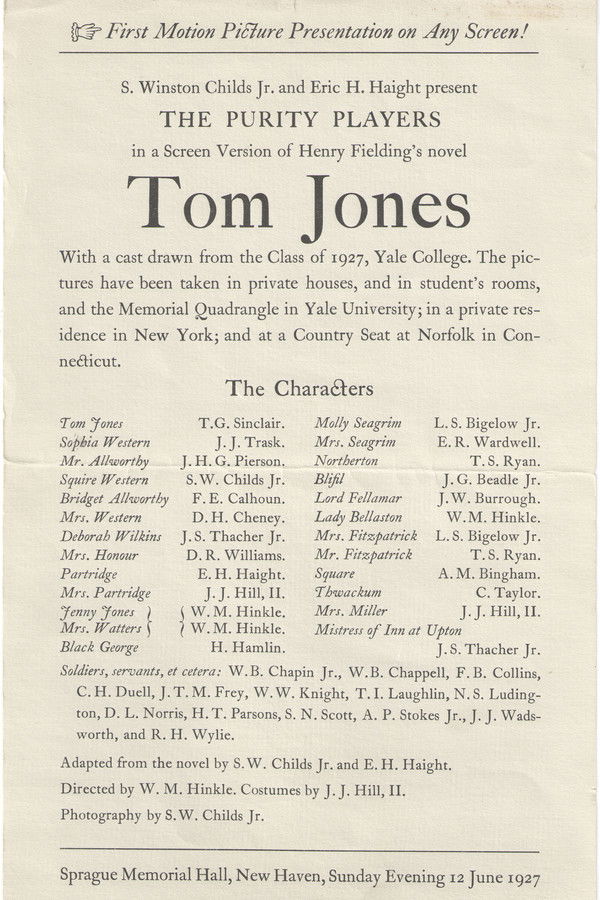 First Motion Picture Presentation on Any Screen!
S. Winston Childs Jr. and Eric H. Haight present
THE PURITY PLAYERS
in a Screen Version of Henry Fielding's novel
Tom Jones
With a cast drawn from the Class of 1927, Yale College. The pic-
tures have been taken in private houses, and in student's rooms,
and the Memorial Quadrangle in Yale University; in a private res-
idence in New York; and at a Country Seat at Norfolk in Con-
necticut.
The Characters
Tom Jones T.G. Sinclair.
Sophia Western J. J. Trask.
Mr. Allworthy J. H. G. Pierson.
Squire Western S. W. Childs Jr.
Bridget Allworthy F. E. Calhoun.
Mrs. Western D. H. Cheney.
Deborah Wilkins J. S. Thacher Jr.
Mrs. Honour D. R. Williams.
Partridge E. H. Haight.
Mrs. Partridge J. J. Hill, II.
Jenny Jones } { W. M. Hinkle.
Mrs. Watters } { W. M. Hinkle.
Black George H. Hamlin.
Molly Seagrim L. S. Bigelow Jr.
Mrs. Seagrim E. R. Wardwell.
Northerton T. S. Ryan.
Blifil J. G. Beadle Jr.
Lord Fellamar J. W. Burrough.
Lady Bellaston W. M. Hinkle.
Mrs. Fitzpatrick L. S. Bigelow Jr.
Mr. Fitzpatrick T. S. Ryan.
Square A. M. Bingham.
Thwackum C. Taylor.
Mrs. Miller J. J. Hill, II.
Mistress of Inn at Upton
J. S. Thacher Jr.
Soldiers, servants, et cetera: W. B. Chapin Jr., W. B. Chappell, F. B. Collins,
C. H. Duell, J. T. M. Frey, W. W. Knight, T. I. Laughlin, N. S. Luding-
ton, D. L. Norris, H. T. Parsons, S. N. Scott, A. P. Stokes Jr., J. J. Wads-
worth, and R. H. Wylie.
Adapted from the novel by S. W. Childs Jr. and E. H. Haight.
Directed by W. M. Hinkle. Costumes by J. J. Hill, II.
Photography by S. W. Childs Jr.
Sprague Memorial Hall, New Haven, Sunday Evening 12 June 1927